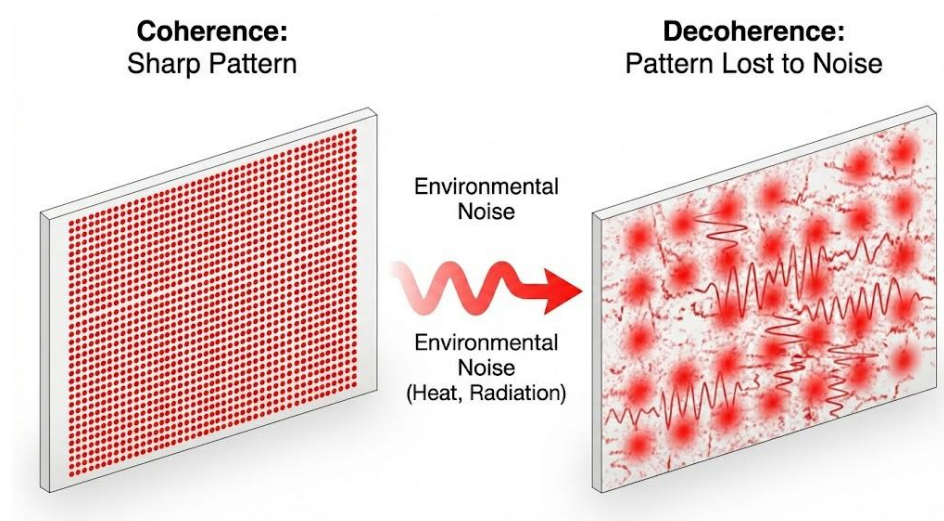 Coherence:
Sharp Pattern
Decoherence:
Pattern Lost to Noise
Environmental
Noise
Environmental
Noise
(Heat, Radiation)